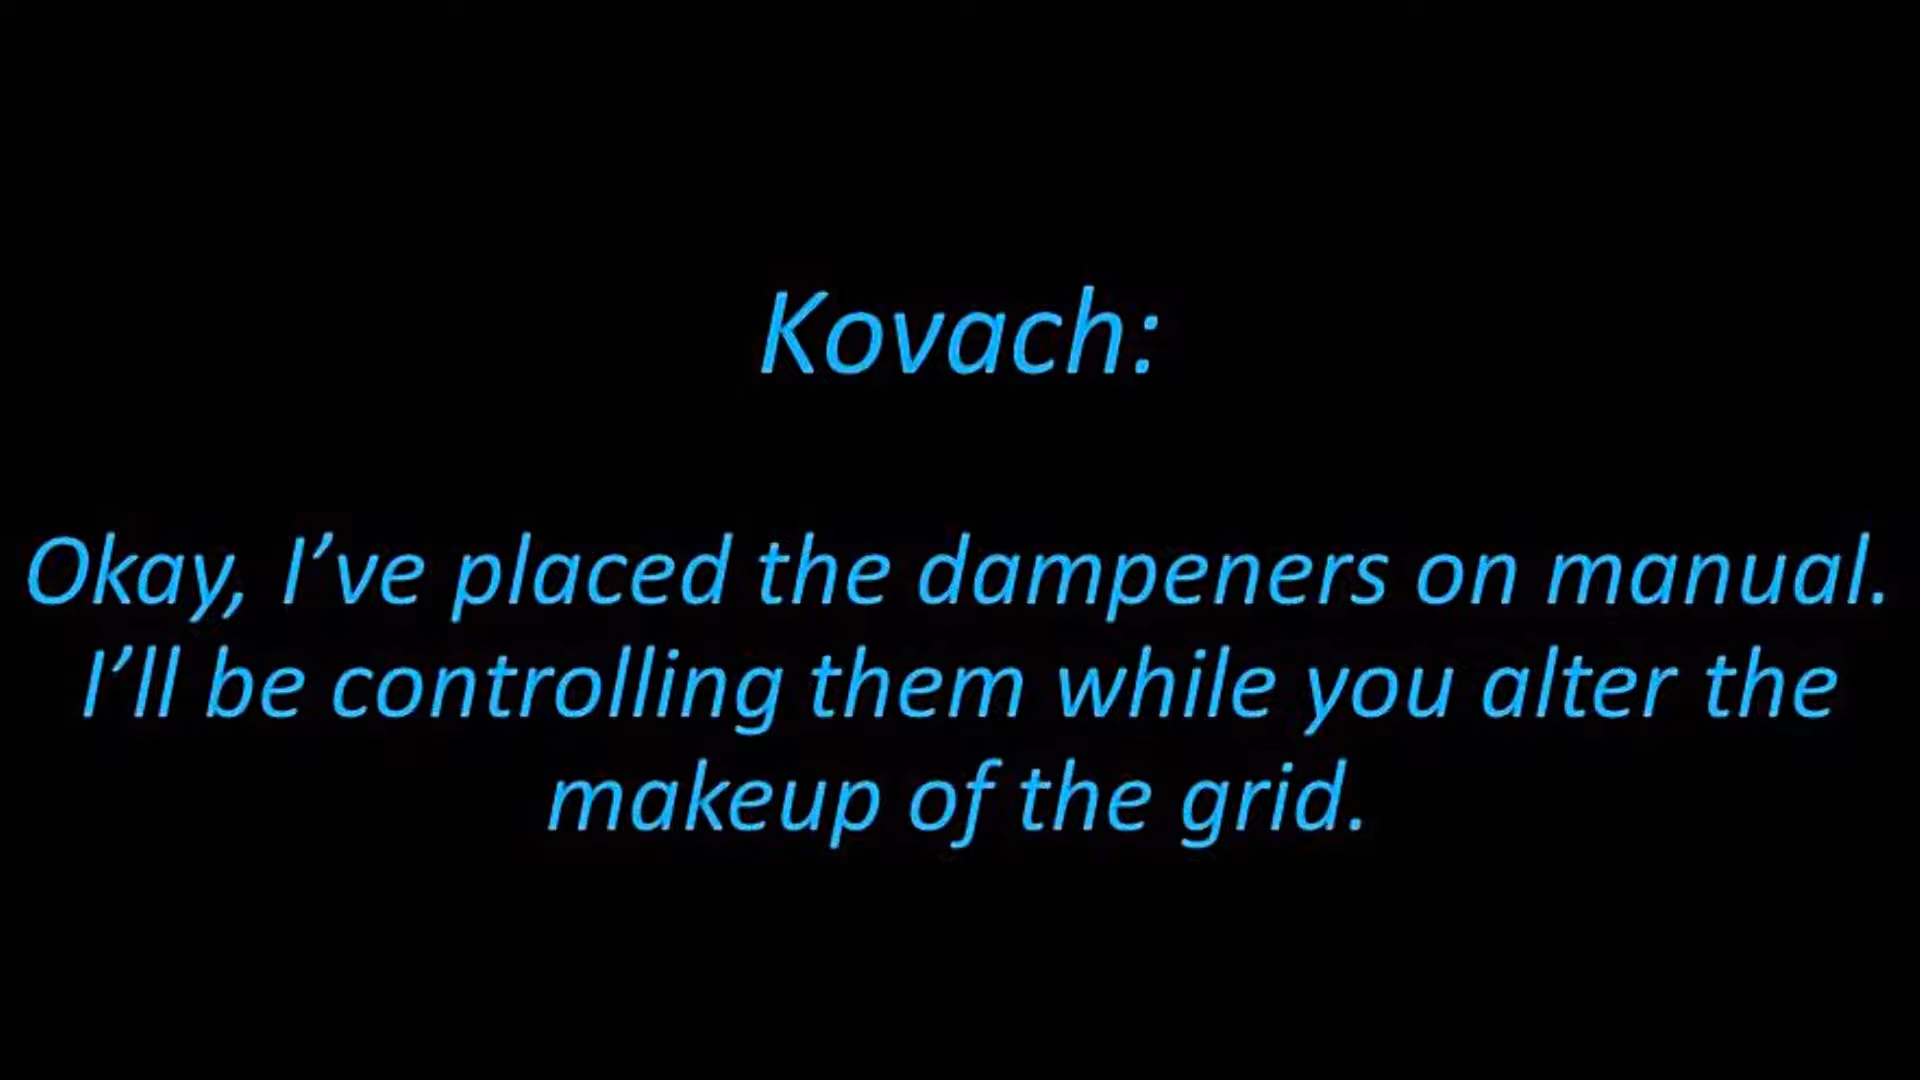 Kovach:
Okay, I’ve placed the dampeners on manual.
I’ll be controlling them while you alter the
makeup of the grid.